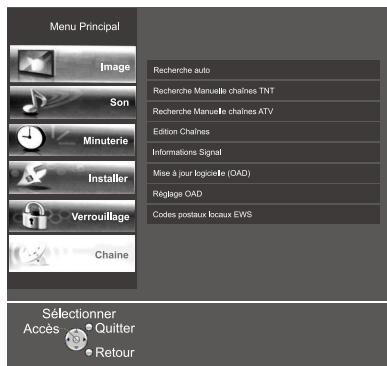 Menu Principal
Image
Son
Minuterie
Installer
Verrouillage
Chaine
Recherche auto
Recherche Manuelle chaînes TNT
Recherche Manuelle chaînes ATV
Edition Chaînes
Informations Signal
Mise à jour logicielle (OAD)
Règlage OAD
Codes postaux locaux EWS
Sélectionner
Accès
Quitter
Retour